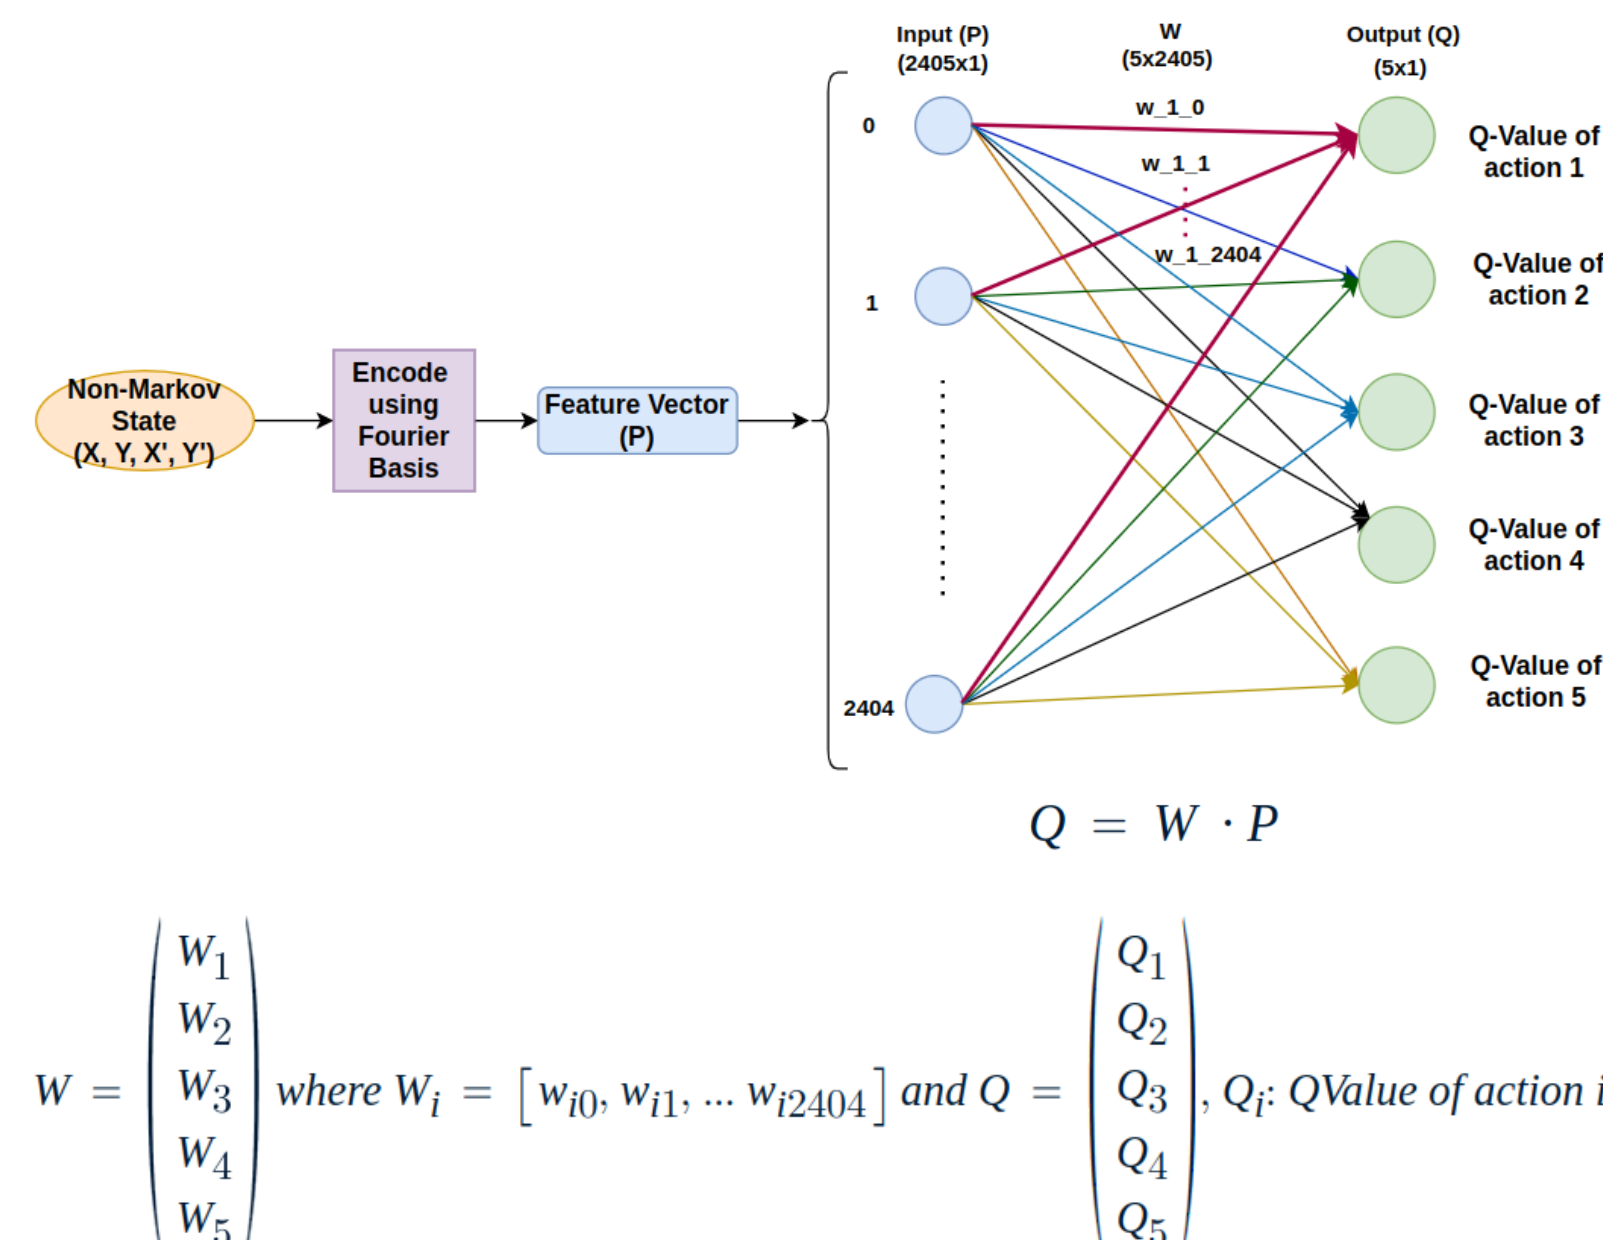 Input (P)
(2405x1)
W
(5x2405)
Output (Q)
(5x1)
0
w_1_0
Q-Value of
action 1
w_1_1
w_1_2404
Q-Value of
action 2
1
Non-Markov
State
(X, Y, X', Y')
Encode
using
Fourier
Basis
Feature Vector
(P)
Q-Value of
action 3
Q-Value of
action 4
Q-Value of
action 5
2404
Q = W · P
W = ( W₁ W₂ W₃ W₄ W₅ ) where Wᵢ = [ wᵢ₀, wᵢ₁, ... wᵢ₂₄₀₄ ] and Q = ( Q₁ Q₂ Q₃ Q₄ Q₅ ), Qᵢ: QValue of action i